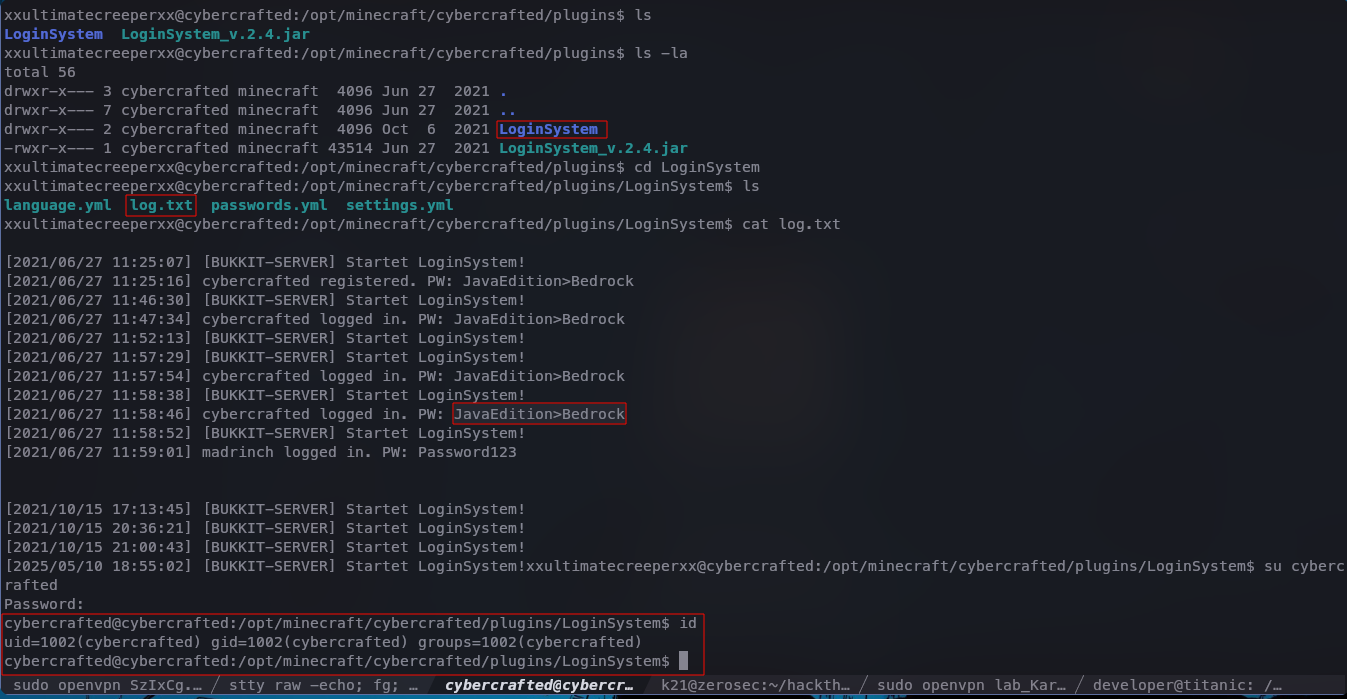 xxultimatecreeperxx@cybercrafted:/opt/minecraft/cybercrafted/plugins$ ls
LoginSystem  LoginSystem_v.2.4.jar
xxultimatecreeperxx@cybercrafted:/opt/minecraft/cybercrafted/plugins$ ls -la
total 56
drwxr-x--- 3 cybercrafted minecraft  4096 Jun 27  2021 .
drwxr-x--- 7 cybercrafted minecraft  4096 Jun 27  2021 ..
drwxr-x--- 2 cybercrafted minecraft  4096 Oct  6  2021 LoginSystem
-rwxr-x--- 1 cybercrafted minecraft 43514 Jun 27  2021 LoginSystem_v.2.4.jar
xxultimatecreeperxx@cybercrafted:/opt/minecraft/cybercrafted/plugins$ cd LoginSystem
xxultimatecreeperxx@cybercrafted:/opt/minecraft/cybercrafted/plugins/LoginSystem$ ls
language.yml  log.txt  passwords.yml  settings.yml
xxultimatecreeperxx@cybercrafted:/opt/minecraft/cybercrafted/plugins/LoginSystem$ cat log.txt
[2021/06/27 11:25:07] [BUKKIT-SERVER] Startet LoginSystem!
[2021/06/27 11:25:16] cybercrafted registered. PW: JavaEdition>Bedrock
[2021/06/27 11:46:30] [BUKKIT-SERVER] Startet LoginSystem!
[2021/06/27 11:47:34] cybercrafted logged in. PW: JavaEdition>Bedrock
[2021/06/27 11:52:13] [BUKKIT-SERVER] Startet LoginSystem!
[2021/06/27 11:57:29] [BUKKIT-SERVER] Startet LoginSystem!
[2021/06/27 11:57:54] cybercrafted logged in. PW: JavaEdition>Bedrock
[2021/06/27 11:58:38] [BUKKIT-SERVER] Startet LoginSystem!
[2021/06/27 11:58:46] cybercrafted logged in. PW: JavaEdition>Bedrock
[2021/06/27 11:58:52] [BUKKIT-SERVER] Startet LoginSystem!
[2021/06/27 11:59:01] madrinch logged in. PW: Password123
[2021/10/15 17:13:45] [BUKKIT-SERVER] Startet LoginSystem!
[2021/10/15 20:36:21] [BUKKIT-SERVER] Startet LoginSystem!
[2021/10/15 21:00:43] [BUKKIT-SERVER] Startet LoginSystem!
[2025/05/10 18:55:02] [BUKKIT-SERVER] Startet LoginSystem!xxultimatecreeperxx@cybercrafted:/opt/minecraft/cybercrafted/plugins/LoginSystem$ su cyberc
rafted
Password:
cybercrafted@cybercrafted:/opt/minecraft/cybercrafted/plugins/LoginSystem$ id
uid=1002(cybercrafted) gid=1002(cybercrafted) groups=1002(cybercrafted)
cybercrafted@cybercrafted:/opt/minecraft/cybercrafted/plugins/LoginSystem$
sudo openvpn SzIxCg.… / stty raw -echo; fg; … cybercrafted@cybercr… k21@zerosec:~/hackth… / sudo openvpn lab_Kar… / developer@titanic: /…